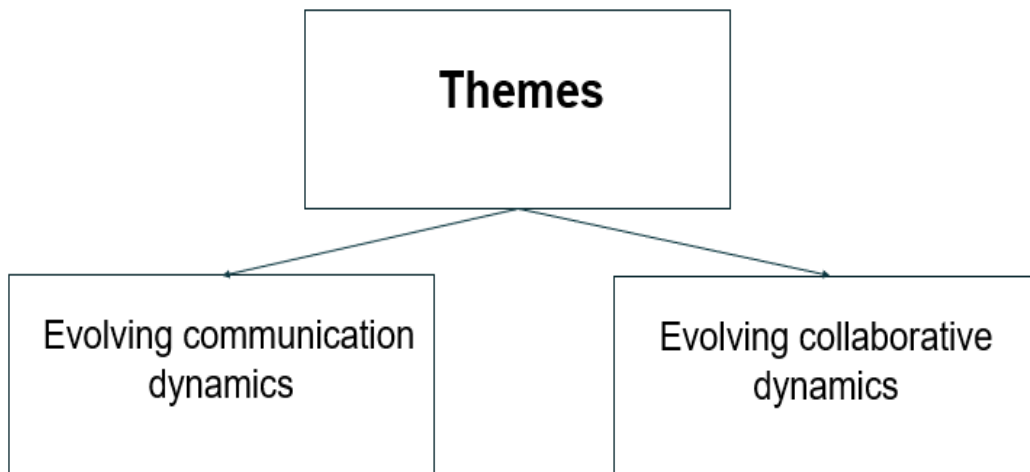 Themes
Evolving communication
dynamics
Evolving collaborative
dynamics